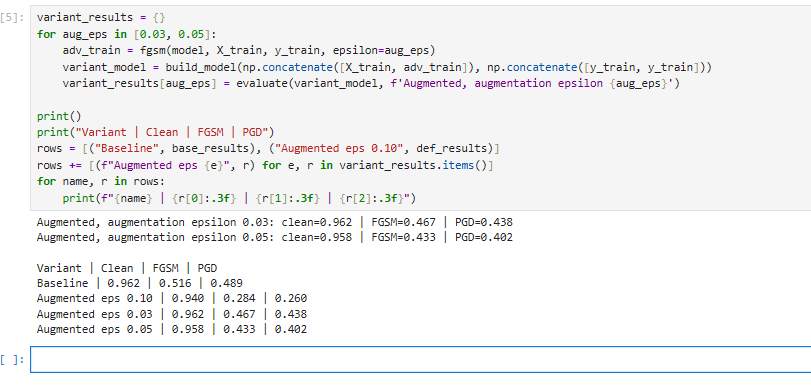 [5]: variant_results = {}
for aug_eps in [0.03, 0.05]:
    adv_train = fgsm(model, X_train, y_train, epsilon=aug_eps)
    variant_model = build_model(np.concatenate([X_train, adv_train]), np.concatenate([y_train, y_train]))
    variant_results[aug_eps] = evaluate(variant_model, f'Augmented, augmentation epsilon {aug_eps}')

print()
print("Variant | Clean | FGSM | PGD")
rows = [("Baseline", base_results), ("Augmented eps 0.10", def_results)]
rows += [(f"Augmented eps {e}", r) for e, r in variant_results.items()]
for name, r in rows:
    print(f"{name} | {r[0]:.3f} | {r[1]:.3f} | {r[2]:.3f}")
Augmented, augmentation epsilon 0.03: clean=0.962 | FGSM=0.467 | PGD=0.438
Augmented, augmentation epsilon 0.05: clean=0.958 | FGSM=0.433 | PGD=0.402

Variant | Clean | FGSM | PGD
Baseline | 0.962 | 0.516 | 0.489
Augmented eps 0.10 | 0.940 | 0.284 | 0.260
Augmented eps 0.03 | 0.962 | 0.467 | 0.438
Augmented eps 0.05 | 0.958 | 0.433 | 0.402
[ ]: